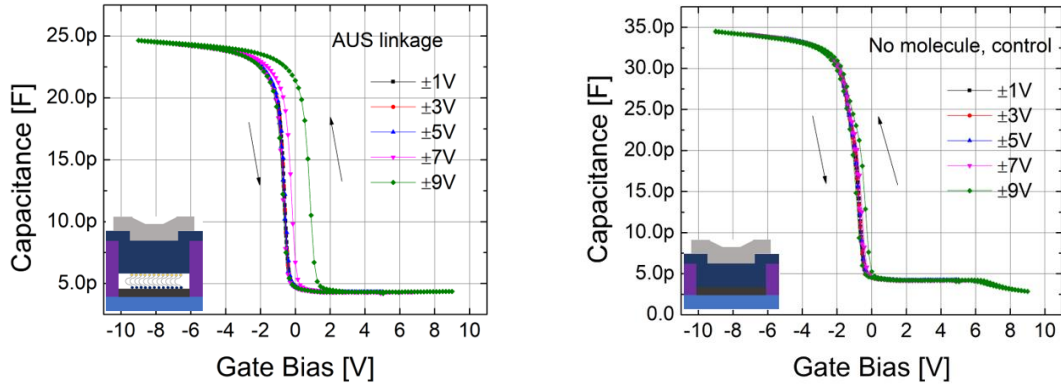 AUS linkage
±1V
±3V
±5V
±7V
±9V
25.0p
20.0p
15.0p
10.0p
5.0p
Capacitance [F]
-10 -8 -6 -4 -2 0 2 4 6 8 10
Gate Bias [V]
No molecule, control
±1V
±3V
±5V
±7V
±9V
35.0p
30.0p
25.0p
20.0p
15.0p
10.0p
5.0p
0.0
Capacitance [F]
-10 -8 -6 -4 -2 0 2 4 6 8 10
Gate Bias [V]